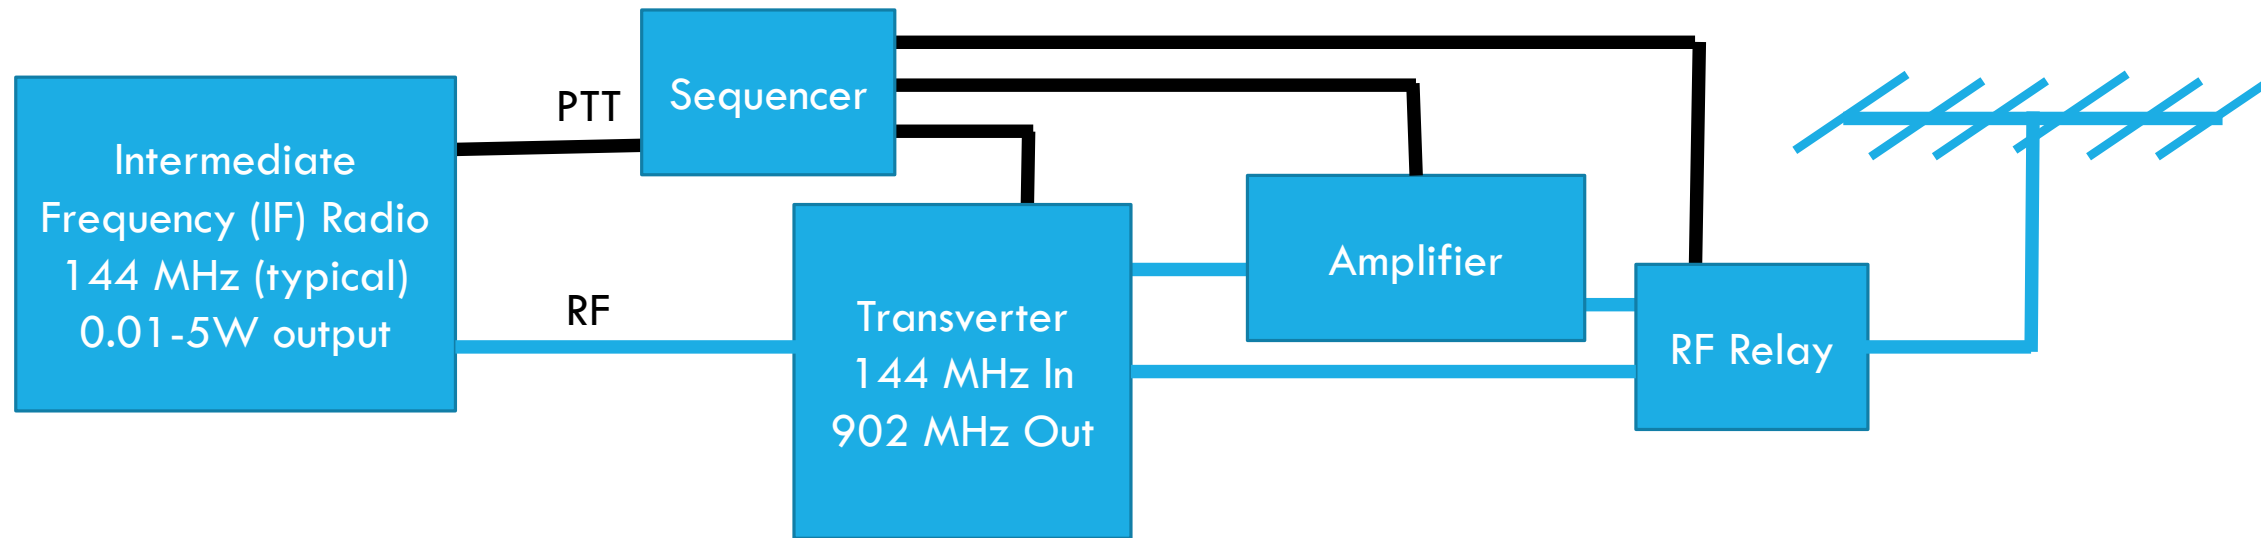 Intermediate
Frequency (IF) Radio
144 MHz (typical)
0.01-5W output
PTT
RF
Sequencer
Transverter
144 MHz In
902 MHz Out
Amplifier
RF Relay